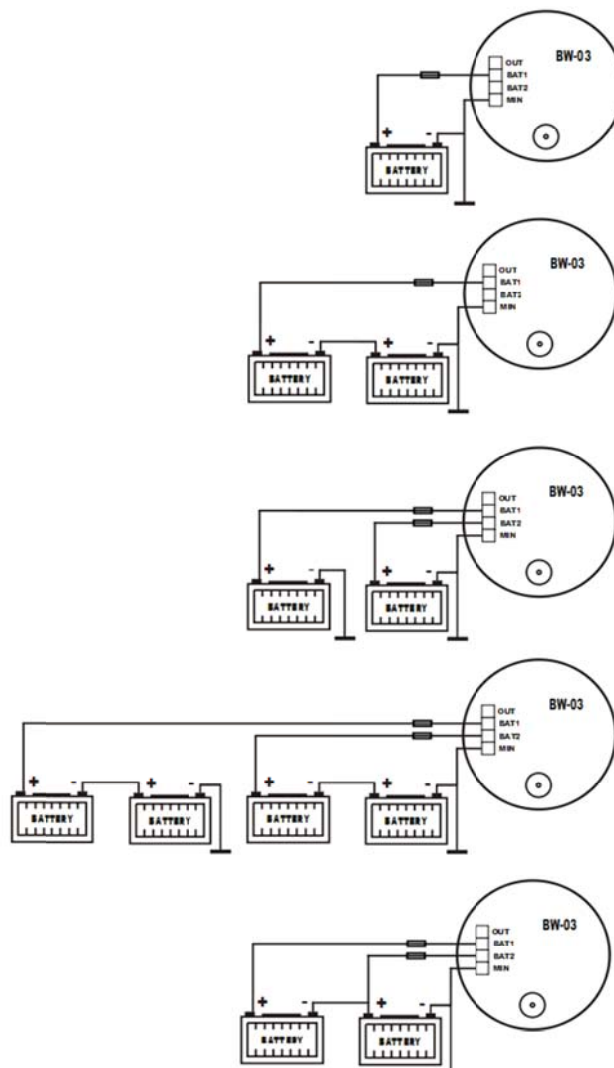 BW-03
OUT
BAT1
BAT2
MIN
+ -
BATTERY
BW-03
OUT
BAT1
BAT2
MIN
+ - + -
BATTERY BATTERY
BW-03
OUT
BAT1
BAT2
MIN
+ - + -
BATTERY BATTERY
BW-03
OUT
BAT1
BAT2
MIN
+ - + - + - + -
BATTERY BATTERY BATTERY BATTERY
BW-03
OUT
BAT1
BAT2
MIN
+ - + -
BATTERY BATTERY